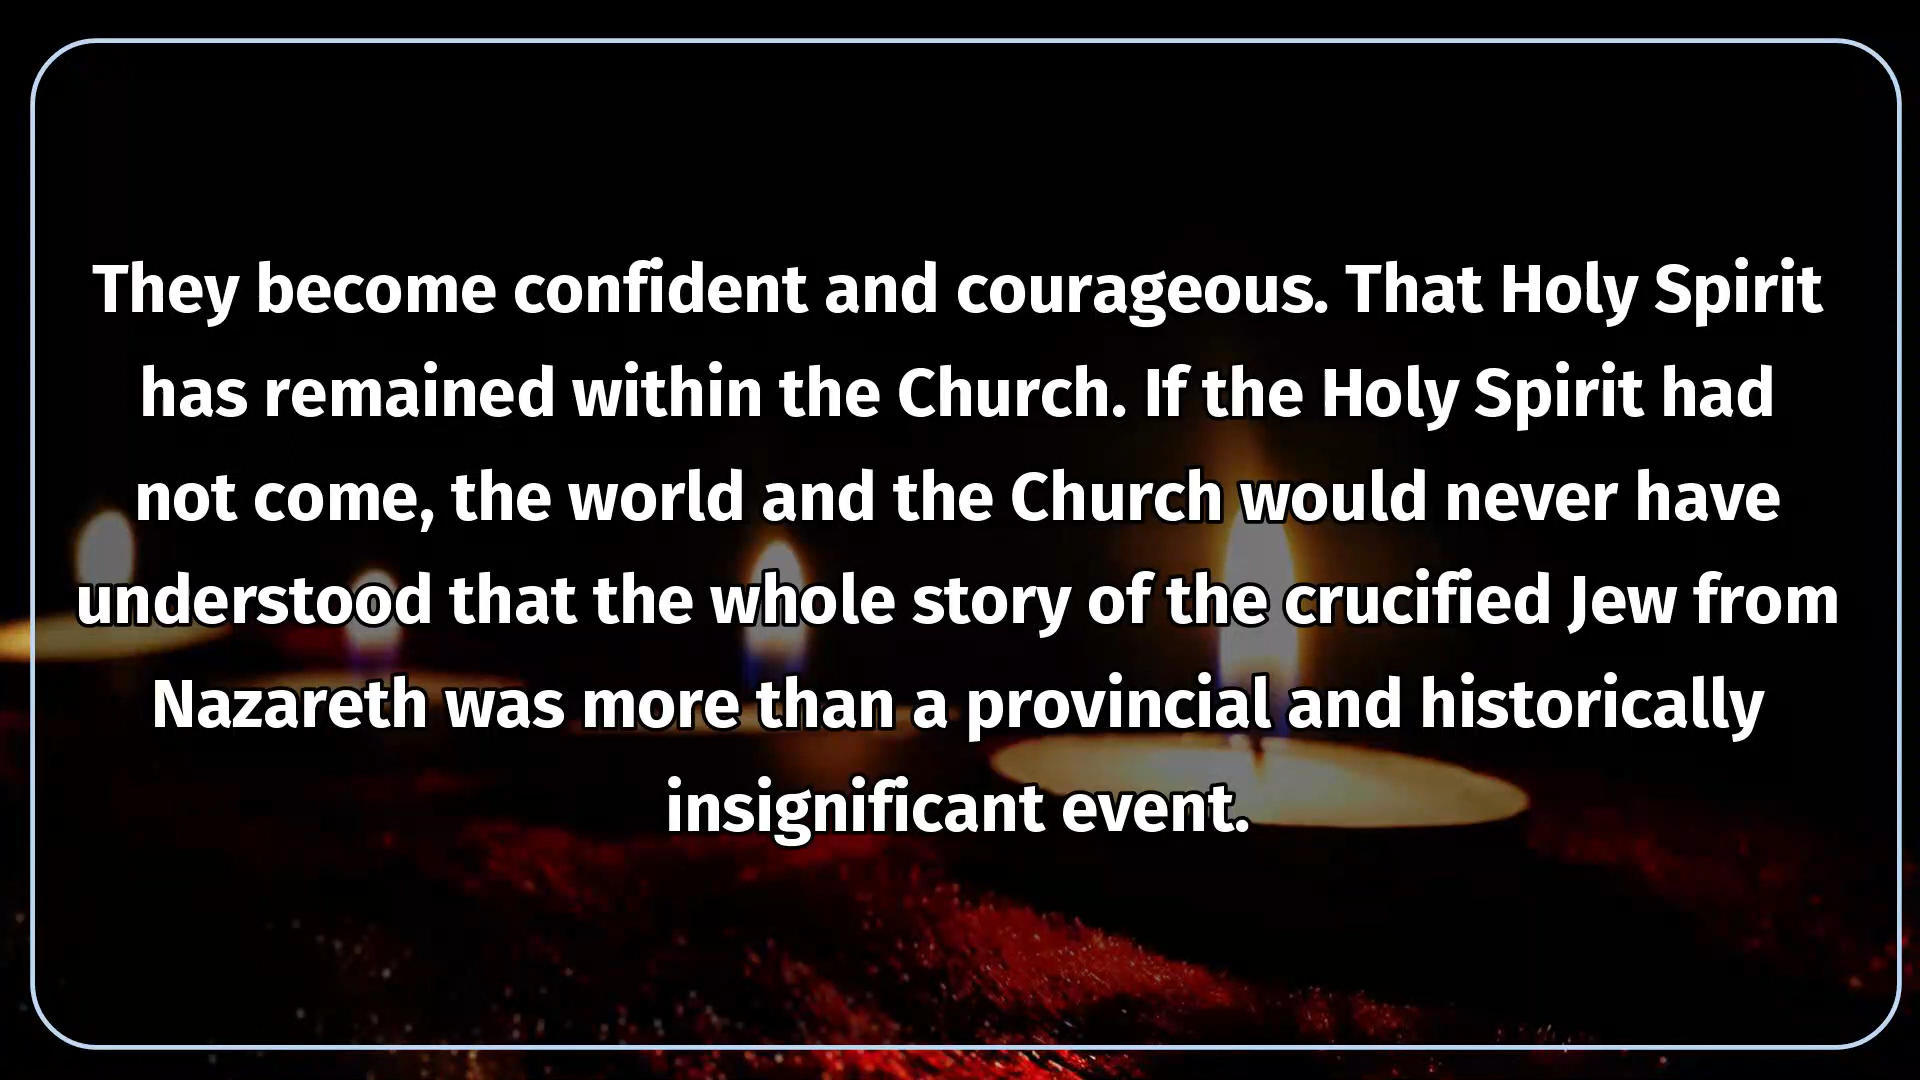 They become confident and courageous. That Holy Spirit
has remained within the Church. If the Holy Spirit had
not come, the world and the Church would never have
understood that the whole story of the crucified Jew from
Nazareth was more than a provincial and historically
insignificant event.